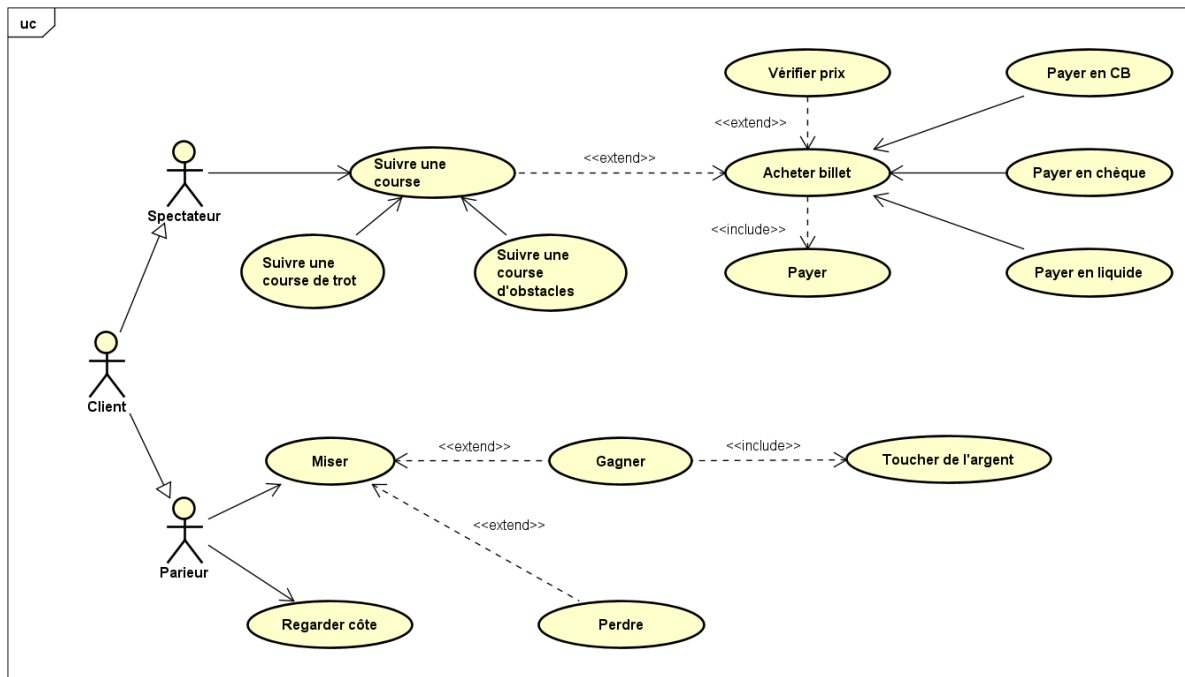 uc
Vérifier prix
Payer en CB
<<extend>>
Suivre une
course
<<extend>>
Acheter billet
Payer en chèque
Spectateur
<<include>>
Suivre une
course de trot
Suivre une
course
d'obstacles
Payer
Payer en liquide
Client
Miser
<<extend>>
Gagner
<<include>>
Toucher de l'argent
<<extend>>
Parieur
Regarder côte
Perdre